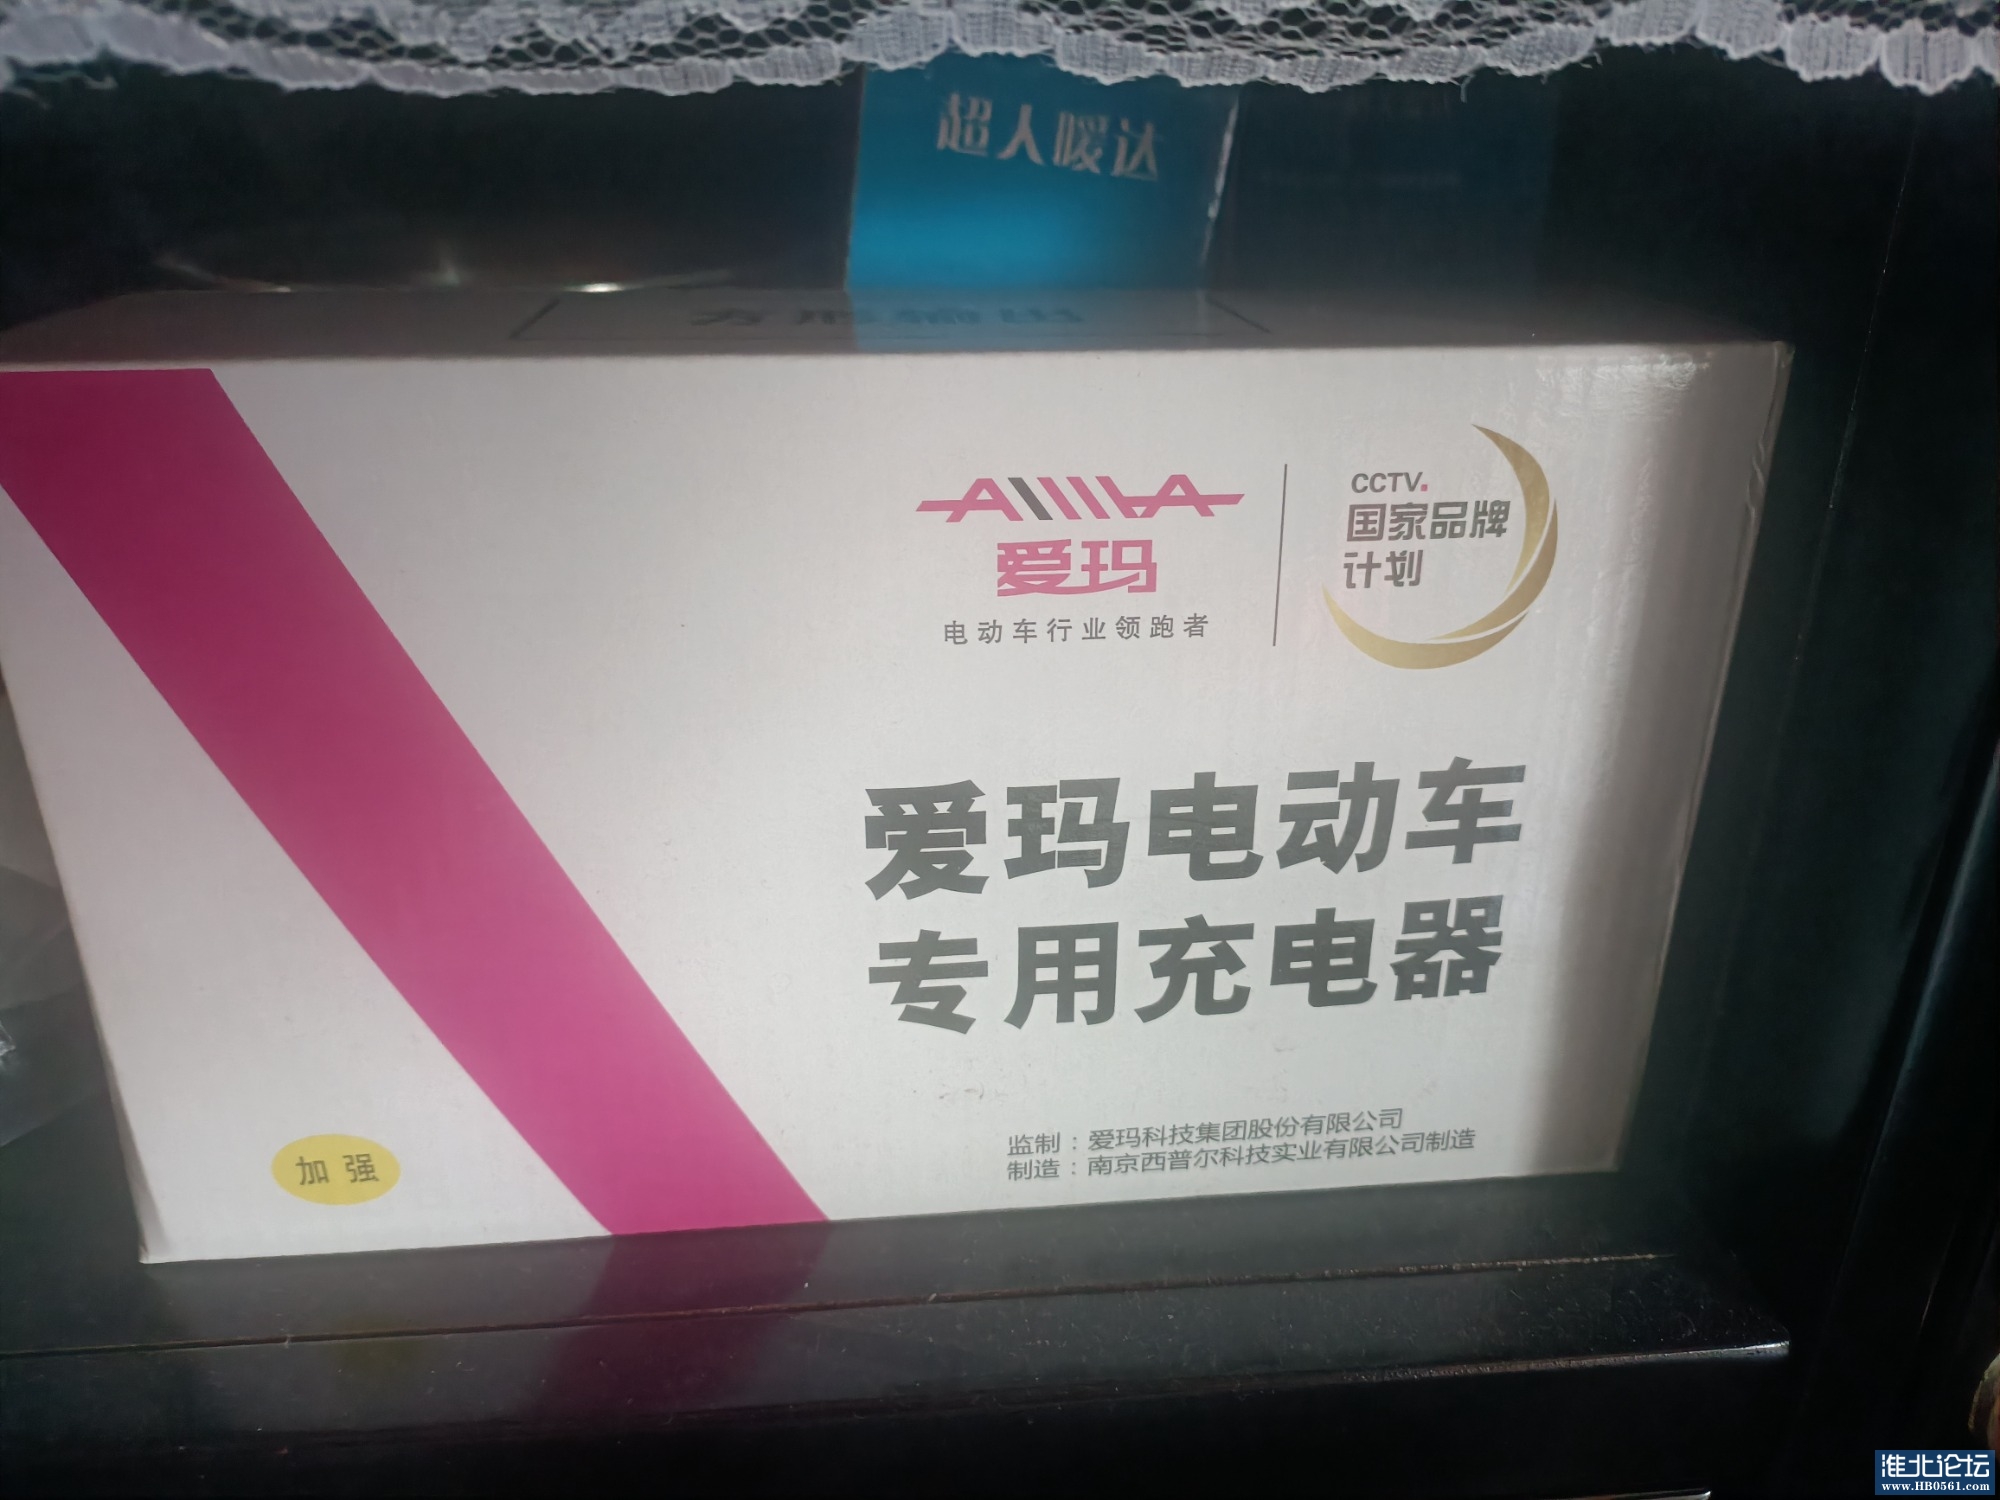 超人暧达
AIMA
爱玛
电动车行业领跑者
CCTV.
国家品牌
计划
爱玛电动车
专用充电器
加强
监制：爱玛科技集团股份有限公司
制造：南京西普尔科技实业有限公司制造
淮北论坛
www.HB0561.com